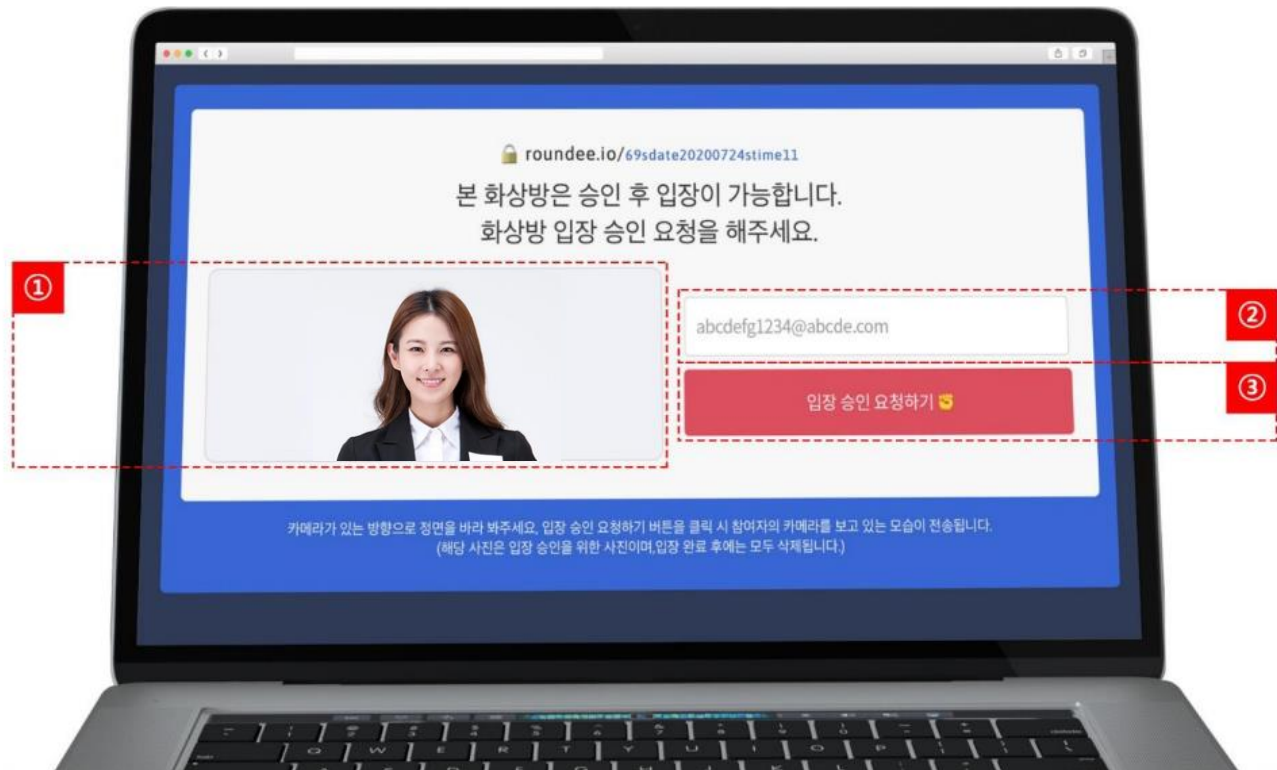 roundee.io/69sdate20200724stime11
본 화상방은 승인 후 입장이 가능합니다.
화상방 입장 승인 요청을 해주세요.
①
②
abcdefg1234@abcde.com
③
입장 승인 요청하기
카메라가 있는 방향으로 정면을 바라 봐주세요, 입장 승인 요청하기 버튼을 클릭 시 참여자의 카메라를 보고 있는 모습이 전송됩니다.
(해당 사진은 입장 승인을 위한 사진이며,입장 완료 후에는 모두 삭제됩니다.)
Q W E R T Y U I O P